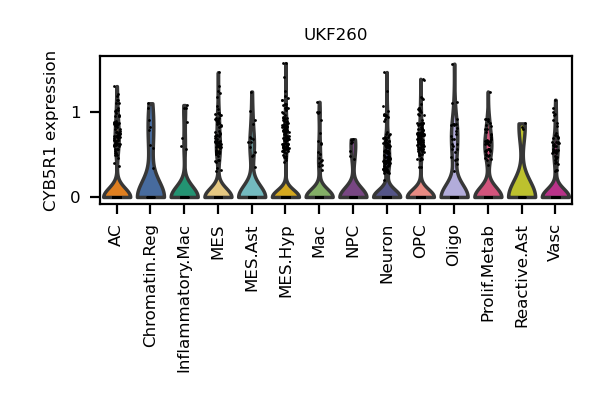 UKF260
CYB5R1 expression
1
0
AC
Chromatin.Reg
Inflammatory.Mac
MES
MES.Ast
MES.Hyp
Mac
NPC
Neuron
OPC
Oligo
Prolif.Metab
Reactive.Ast
Vasc